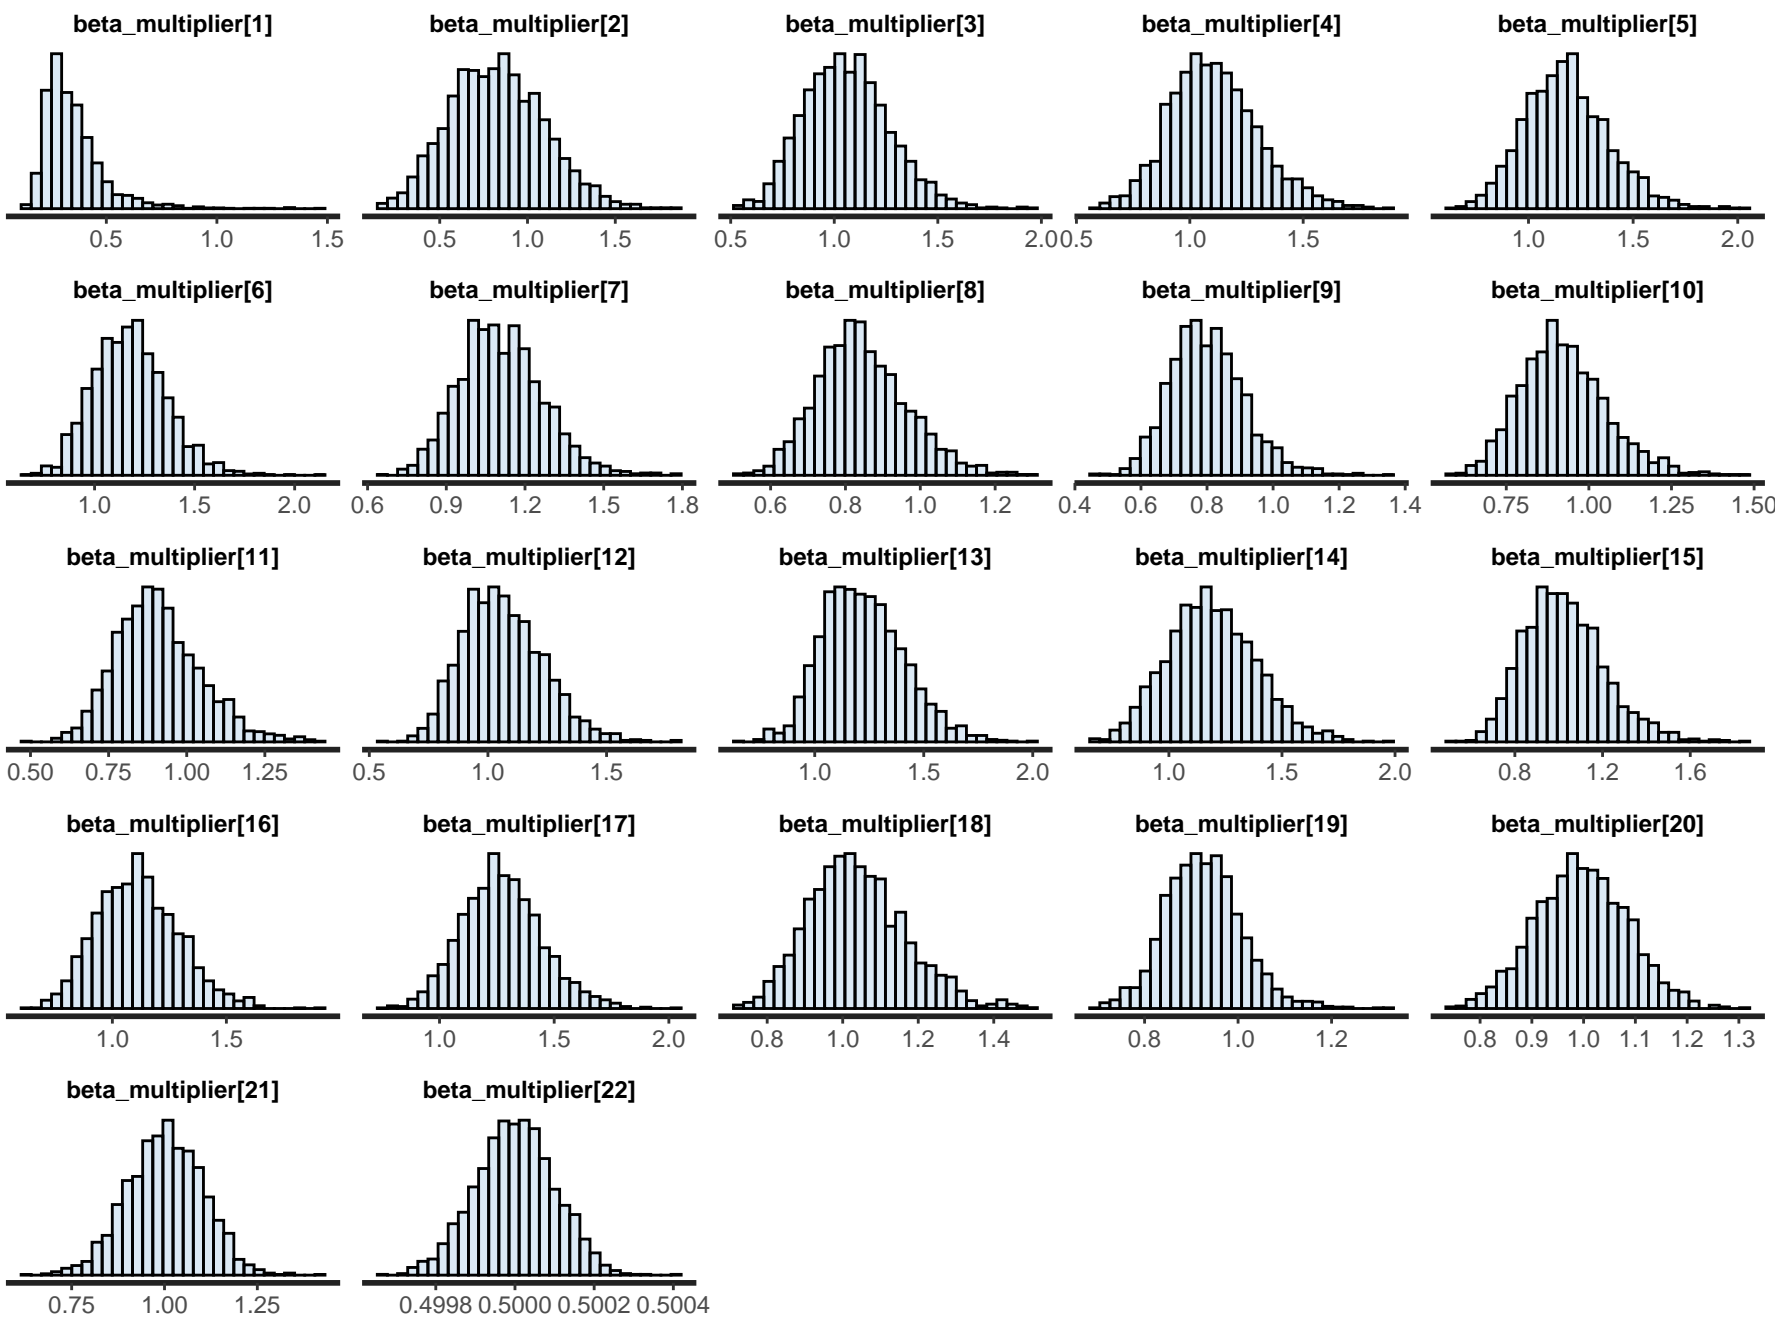 beta_multiplier[1] beta_multiplier[2] beta_multiplier[3] beta_multiplier[4] beta_multiplier[5]
0.5 1.0 1.5 0.5 1.0 1.5 0.5 1.0 1.5 2.0 0.5 1.0 1.5 1.0 1.5 2.0
beta_multiplier[6] beta_multiplier[7] beta_multiplier[8] beta_multiplier[9] beta_multiplier[10]
1.0 1.5 2.0 0.6 0.9 1.2 1.5 1.8 0.6 0.8 1.0 1.2 0.4 0.6 0.8 1.0 1.2 1.4 0.75 1.00 1.25 1.50
beta_multiplier[11] beta_multiplier[12] beta_multiplier[13] beta_multiplier[14] beta_multiplier[15]
0.50 0.75 1.00 1.25 0.5 1.0 1.5 1.0 1.5 2.0 1.0 1.5 2.0 0.8 1.2 1.6
beta_multiplier[16] beta_multiplier[17] beta_multiplier[18] beta_multiplier[19] beta_multiplier[20]
1.0 1.5 1.0 1.5 2.0 0.8 1.0 1.2 1.4 0.8 1.0 1.2 0.8 0.9 1.0 1.1 1.2 1.3
beta_multiplier[21] beta_multiplier[22]
0.75 1.00 1.25 0.4998 0.5000 0.5002 0.5004